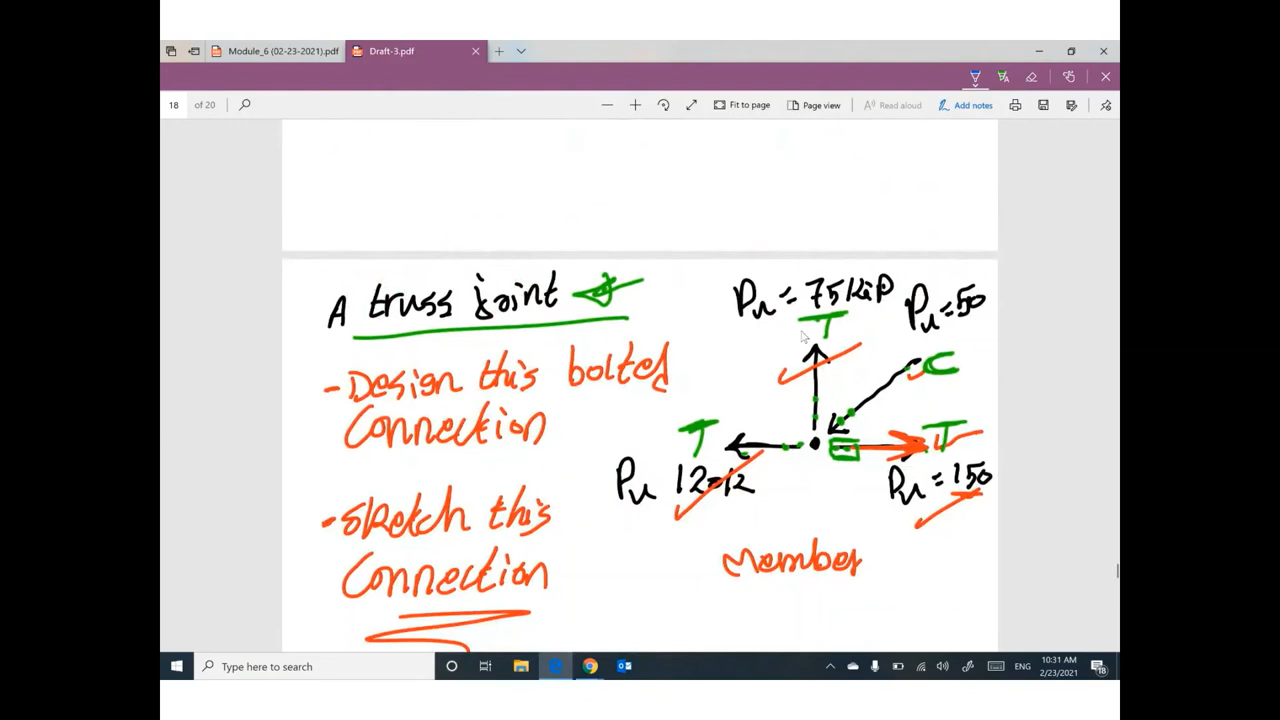 Module_6 (02-23-2021).pdf
Draft-3.pdf
18 of 20
Fit to page
Page view
Read aloud
Add notes
A truss joint
- Design this bolted
Connection
- Sketch this
Connection
Pu = 75 kip
T
Pu = 50
C
T
T
Pu = 150
Pu 12=12
member
Type here to search
ENG
10:31 AM
2/23/2021
18